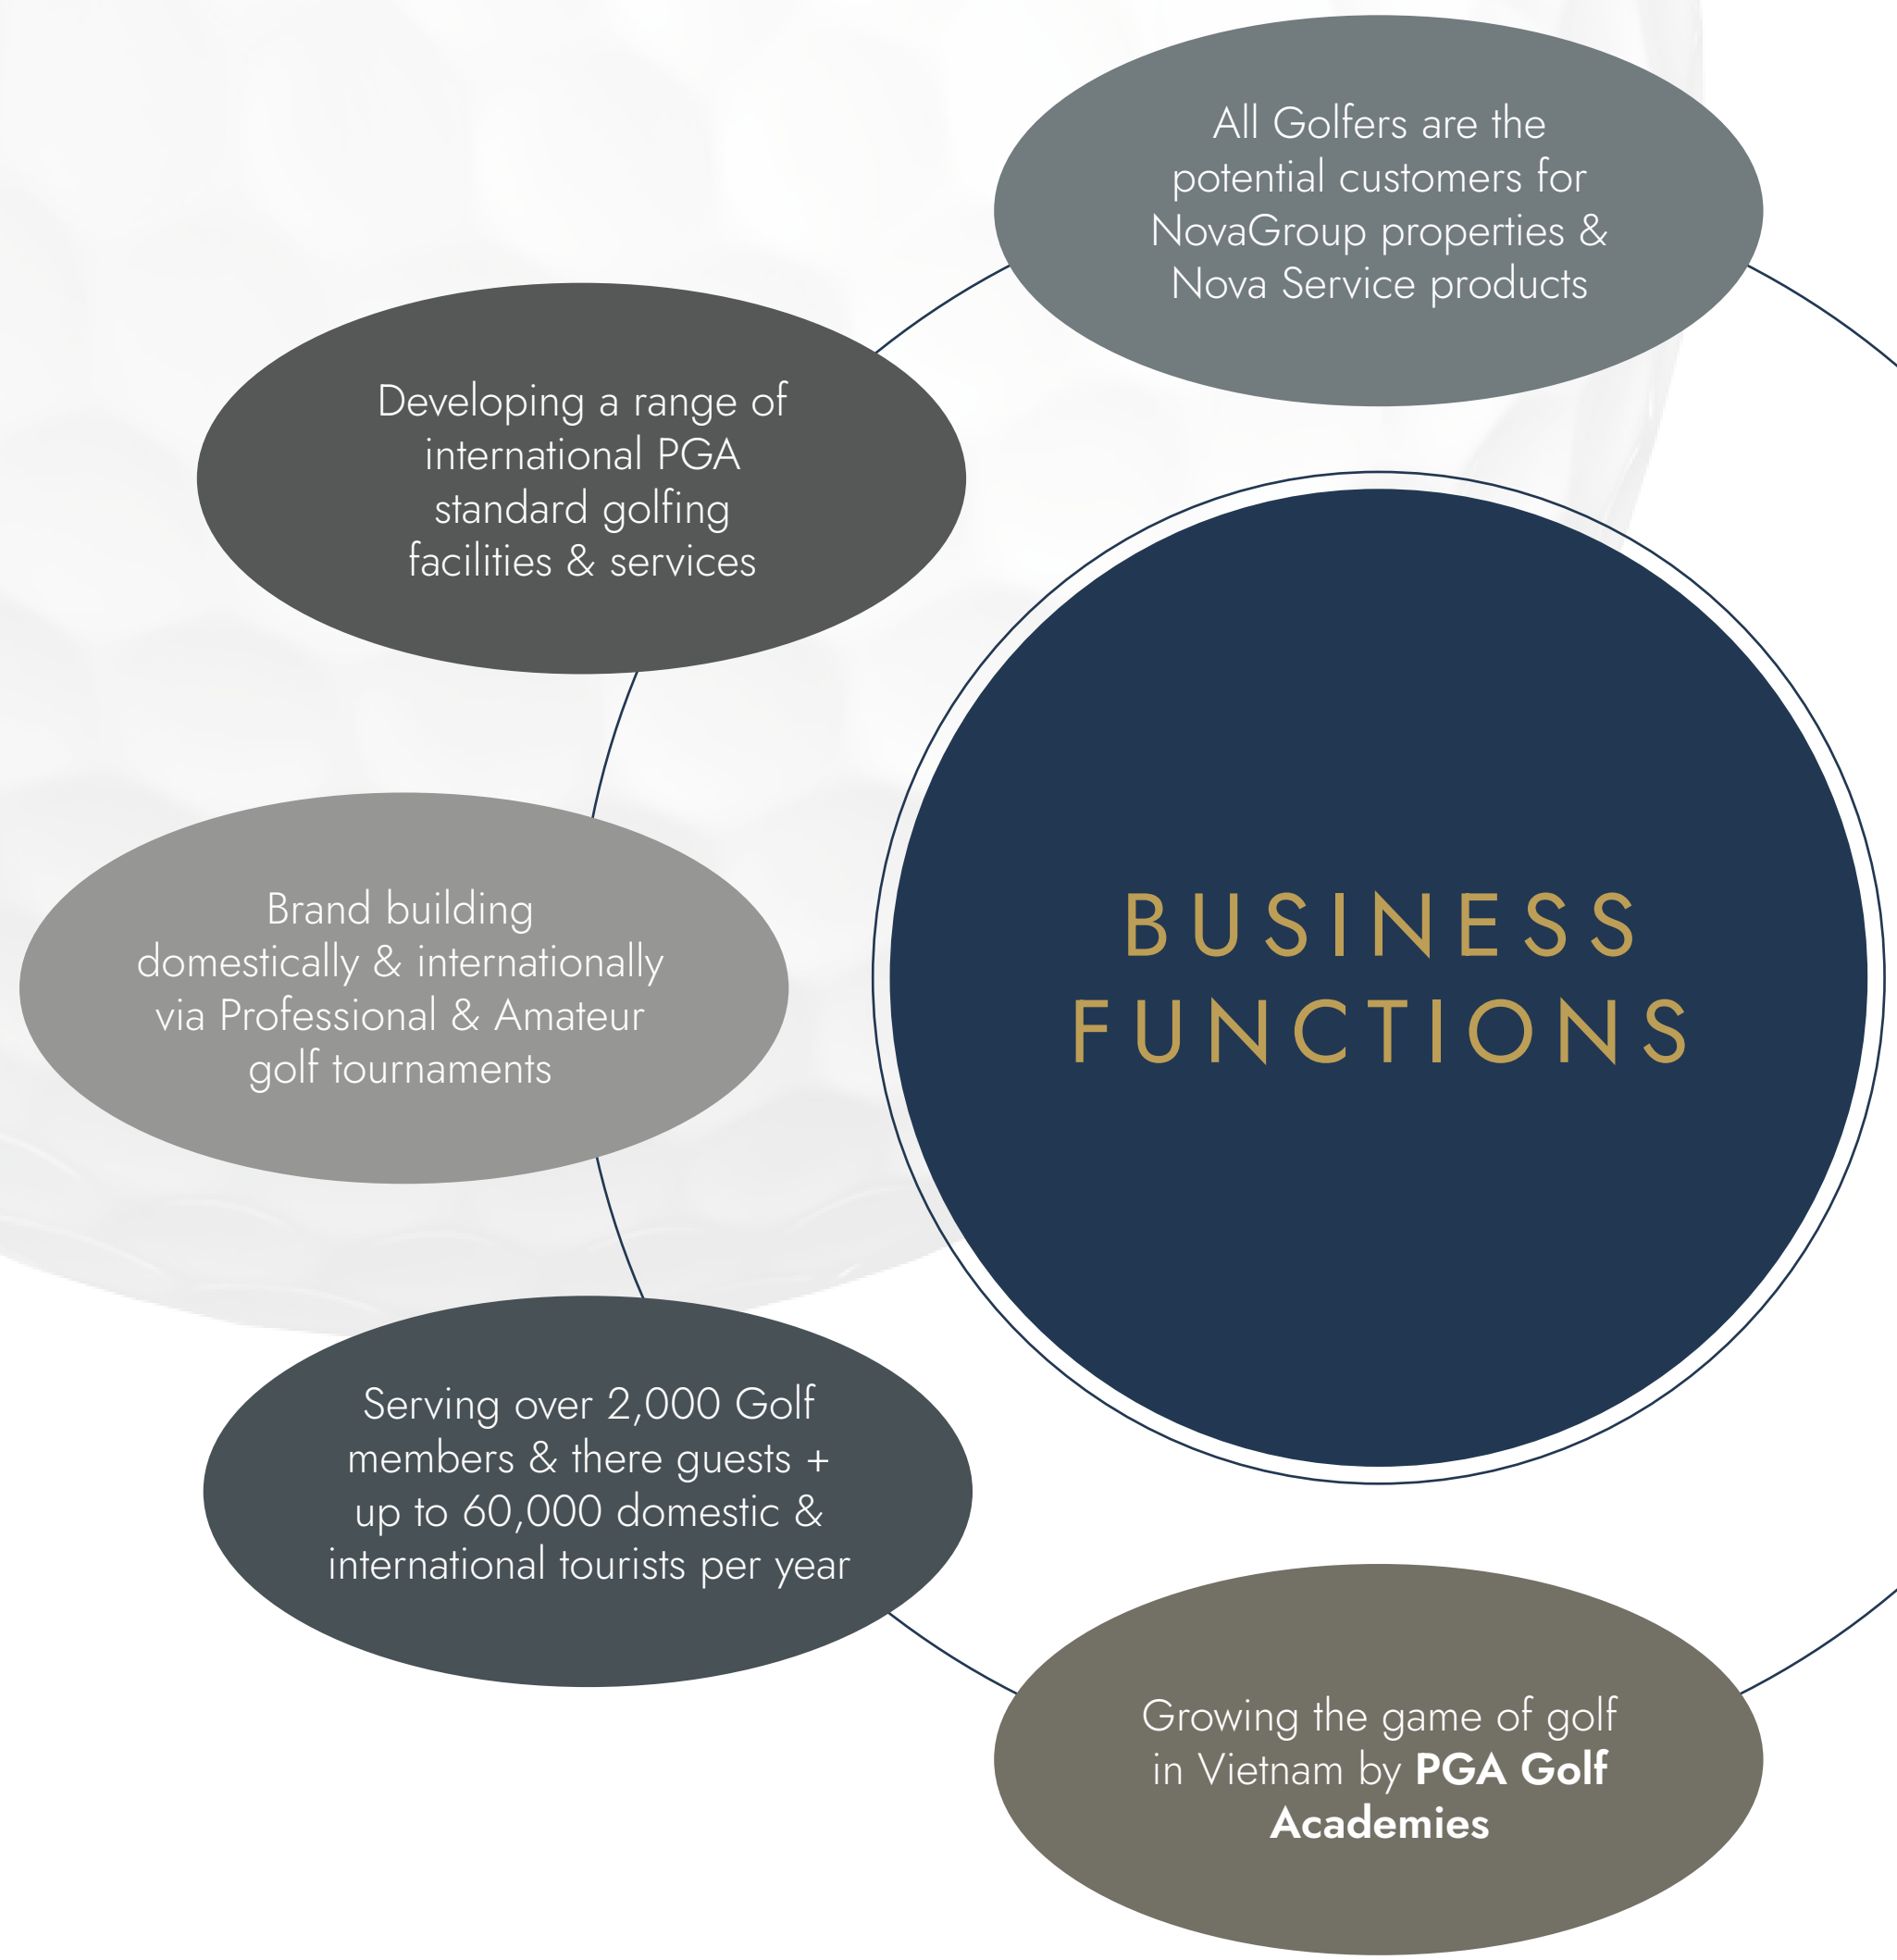 All Golfers are the
potential customers for
NovaGroup properties &
Nova Service products
Developing a range of
international PGA
standard golfing
facilities & services
BUSINESS
FUNCTIONS
Brand building
domestically & internationally
via Professional & Amateur
golf tournaments
Serving over 2,000 Golf
members & there guests +
up to 60,000 domestic &
international tourists per year
Growing the game of golf
in Vietnam by PGA Golf
Academies